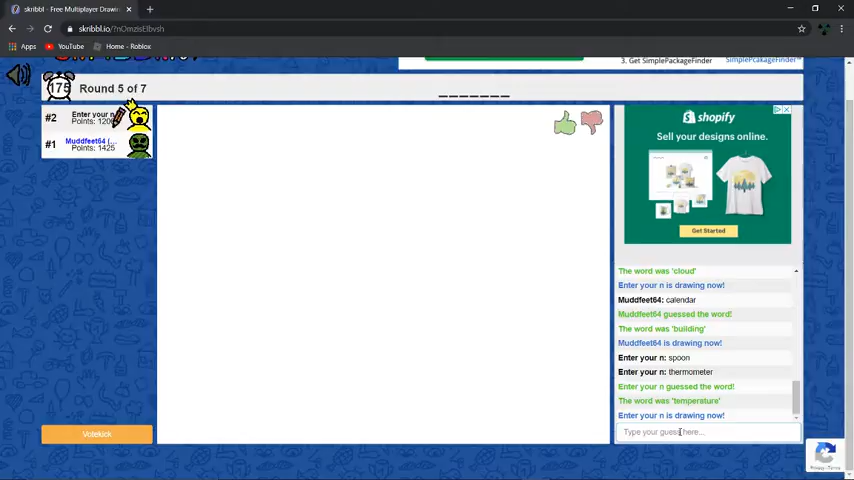 skribbl - Free Multiplayer Drawin
skribbl.io/?nOmzisElbvsh
Apps
YouTube
Home - Roblox
3. Get SimplePackageFinder
SimplePackageFinder
175
Round 5 of 7
_______
#2
Enter your n
Points: 1200
#1
Muddfeet64 (...
Points: 1425
shopify
Sell your designs online.
Get Started
The word was 'cloud'
Enter your n is drawing now!
Muddfeet64: calendar
Muddfeet64 guessed the word!
The word was 'building'
Muddfeet64 is drawing now!
Enter your n: spoon
Enter your n: thermometer
Enter your n guessed the word!
The word was 'temperature'
Enter your n is drawing now!
Type your guess here...
Votekick
Privacy - Terms